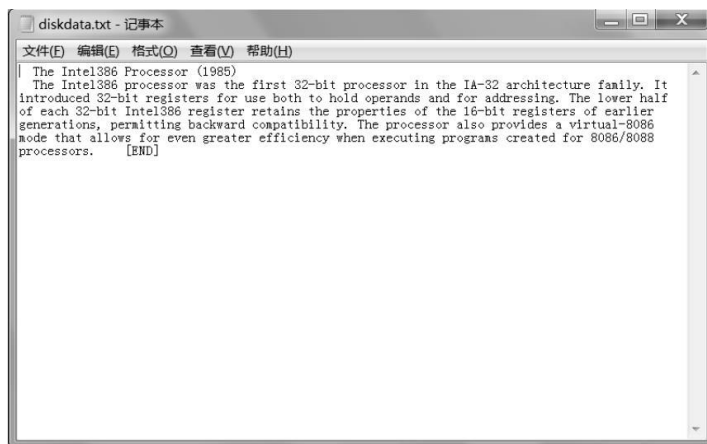 diskdata.txt - 记事本
文件(F) 编辑(E) 格式(O) 查看(V) 帮助(H)
The Intel386 Processor (1985)
The Intel386 processor was the first 32-bit processor in the IA-32 architecture family. It
introduced 32-bit registers for use both to hold operands and for addressing. The lower half
of each 32-bit Intel386 register retains the properties of the 16-bit registers of earlier
generations, permitting backward compatibility. The processor also provides a virtual-8086
mode that allows for even greater efficiency when executing programs created for 8086/8088
processors. [END]